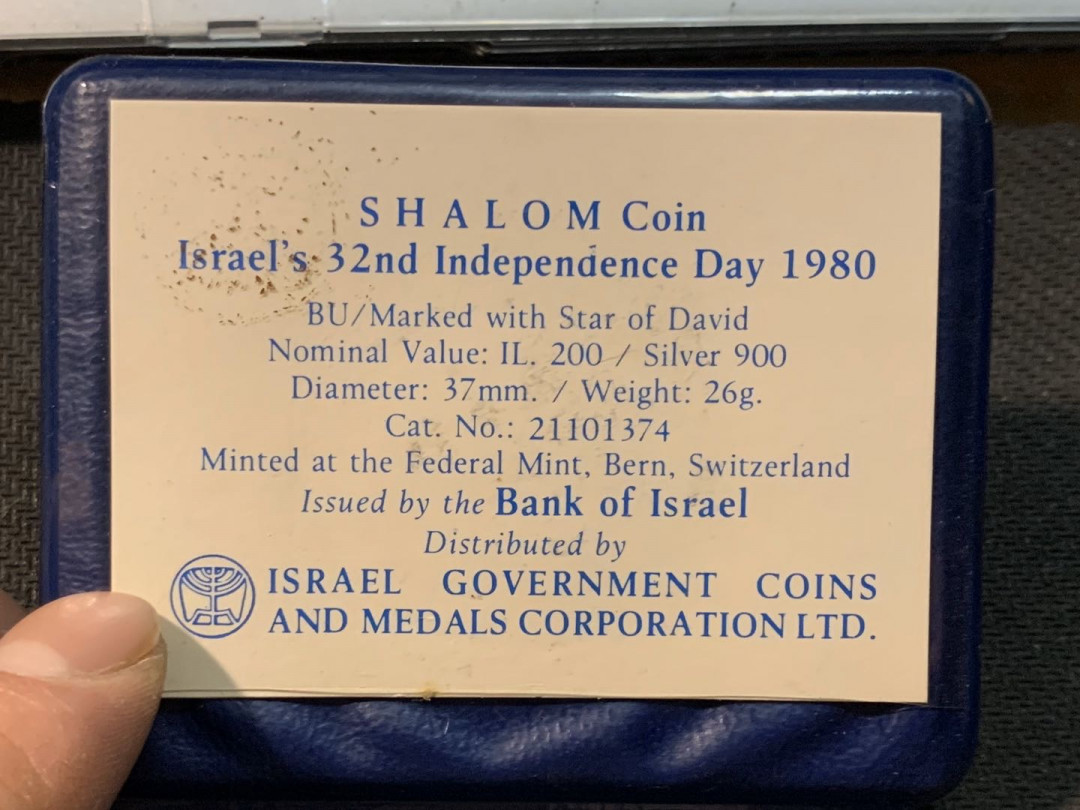 SHALOM Coin
Israel's 32nd Independence Day 1980
BU/Marked with Star of David
Nominal Value: IL. 200 / Silver 900
Diameter: 37mm. / Weight: 26g.
Cat. No.: 21101374
Minted at the Federal Mint, Bern, Switzerland
Issued by the Bank of Israel
Distributed by
ISRAEL GOVERNMENT COINS
AND MEDALS CORPORATION LTD.